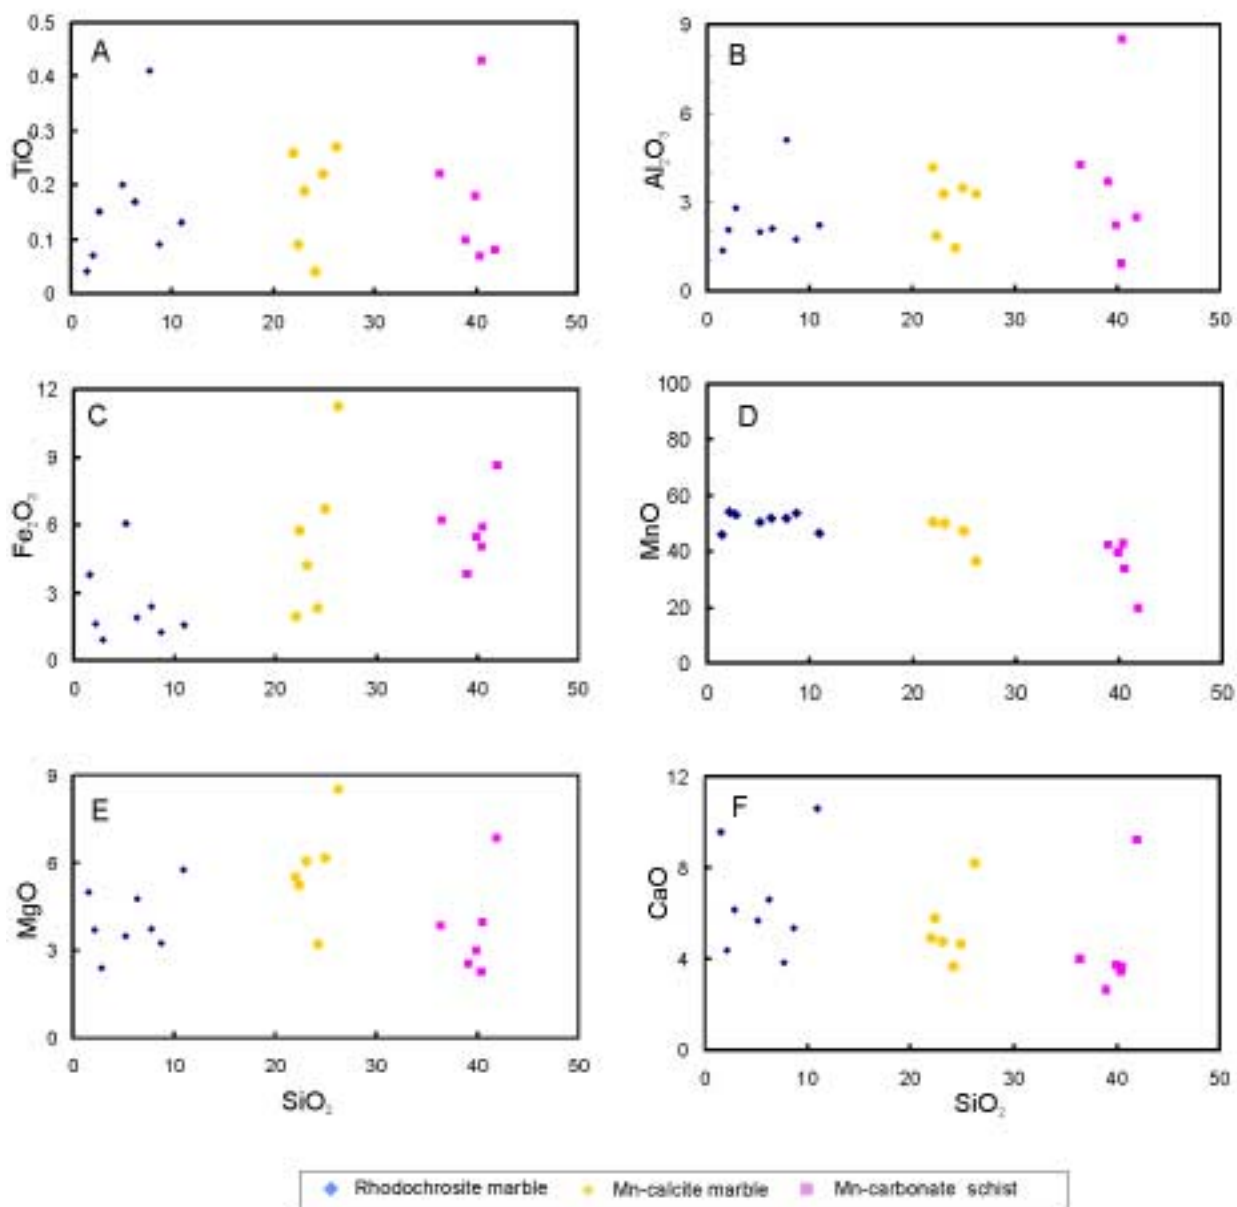 A
TiO₂
0.5
0.4
0.3
0.2
0.1
0
0 10 20 30 40 50
B
Al₂O₃
9
6
3
0
0 10 20 30 40 50
C
Fe₂O₃
12
9
6
3
0
0 10 20 30 40 50
D
MnO
100
80
60
40
20
0
0 10 20 30 40 50
E
MgO
9
6
3
0
0 10 20 30 40 50
SiO₂
F
CaO
12
8
4
0
0 10 20 30 40 50
SiO₂
Rhodochrosite marble Mn-calcite marble Mn-carbonate schist